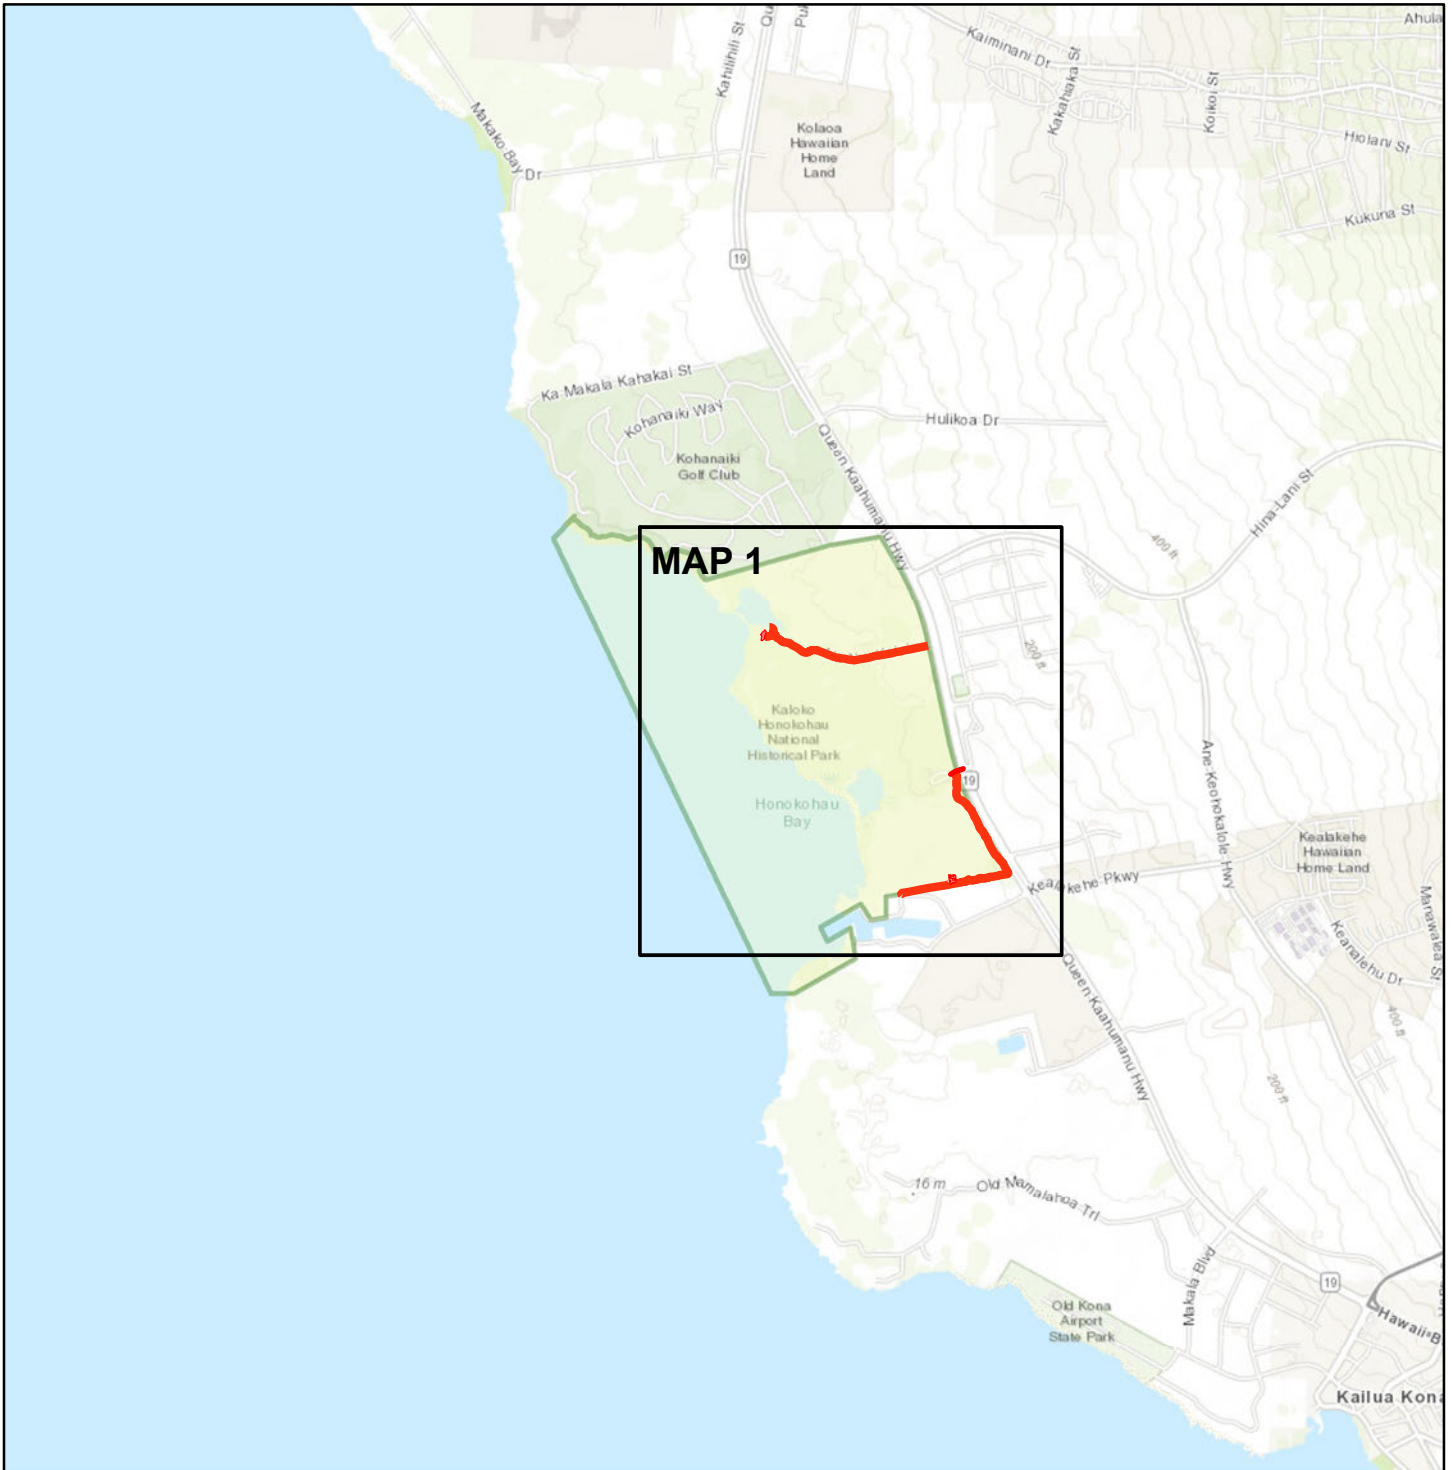 Ahula
Qu
Puk
Kahilihili St
Kaiminani Dr
Kakahiaka St
Koikoi St
Hiolani St
Kukuna St
Makako Bay Dr
Kolaoa
Hawaiian
Home
Land
19
Ka Makala Kahakai St
Kohanaiki Way
Kohanaiki
Golf Club
Hulikoa Dr
Queen Kaahumanu Hwy
Hina-Lani St
400 ft
MAP 1
200 ft
Kaloko
Honokohau
National
Historical Park
Honokohau
Bay
19
Ane-Keohokalole-Hwy
Kealakehe
Hawaiian
Home Land
Kealakehe Pkwy
Manawalea St
Keanalehu Dr
Queen Kaahumanu Hwy
400 ft
200 ft
16 m
Old Mamalahoa Trl
Makala Blvd
19
Hawaii-B
Old Kona
Airport
State Park
Kailua Kona